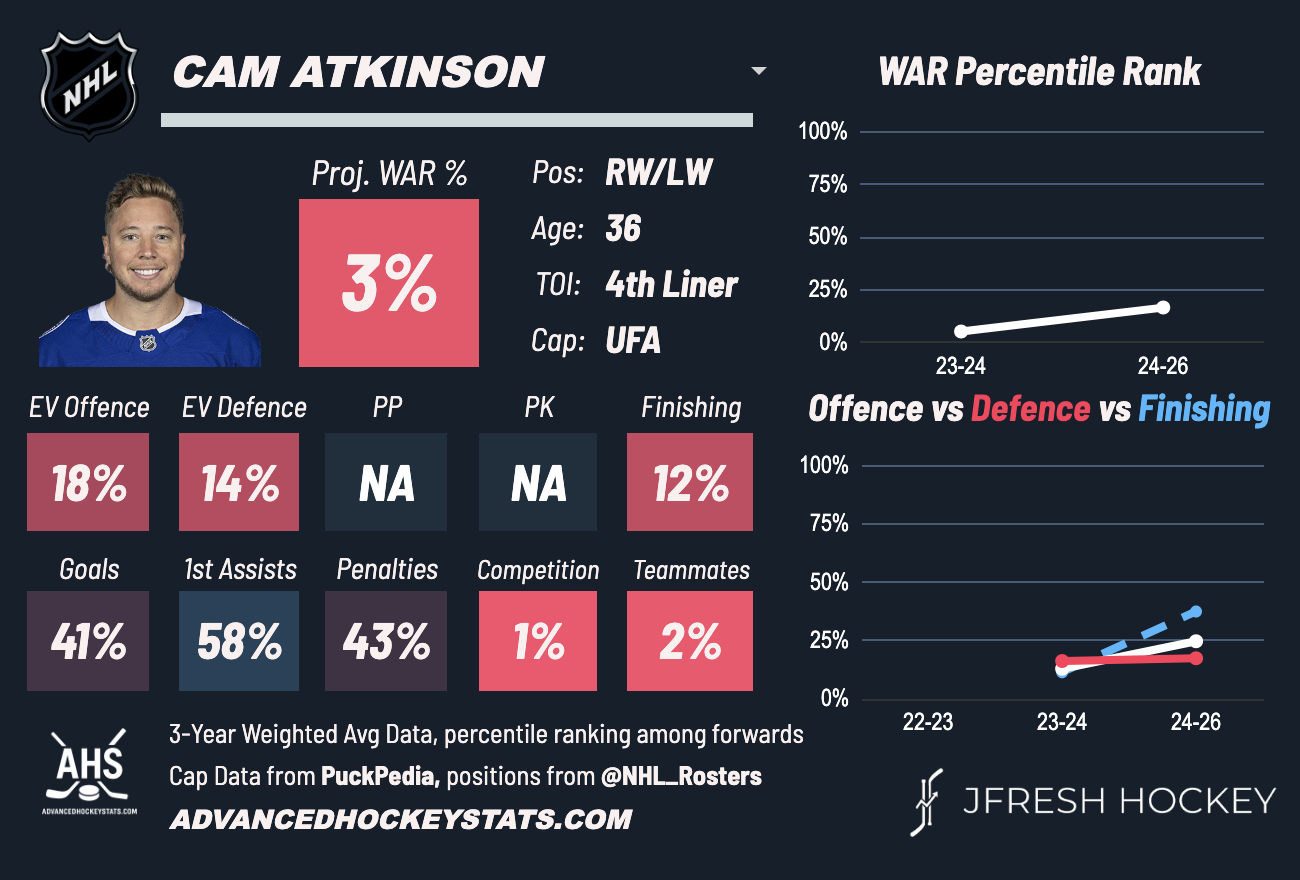 NHL
CAM ATKINSON
Proj. WAR %
3%
Pos: RW/LW
Age: 36
TOI: 4th Liner
Cap: UFA
EV Offence EV Defence PP PK Finishing
18% 14% NA NA 12%
Goals 1st Assists Penalties Competition Teammates
41% 58% 43% 1% 2%
WAR Percentile Rank
100%
75%
50%
25%
0%
23-24 24-26
Offence vs Defence vs Finishing
100%
75%
50%
25%
0%
22-23 23-24 24-26
AHS
ADVANCEDHOCKEYSTATS.COM
3-Year Weighted Avg Data, percentile ranking among forwards
Cap Data from PuckPedia, positions from @NHL_Rosters
ADVANCEDHOCKEYSTATS.COM
JFRESH HOCKEY